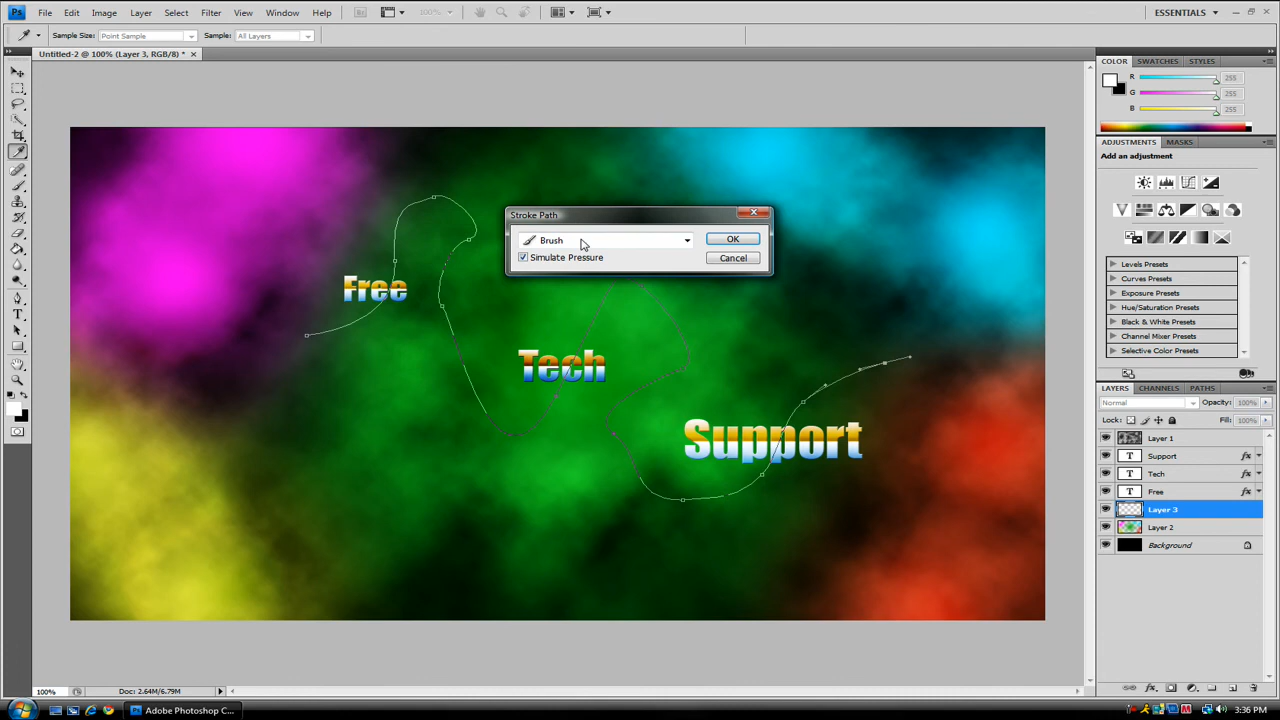 Ps File Edit Image Layer Select Filter View Window Help 100% ESSENTIALS
Sample Size: Point Sample Sample: All Layers
Untitled-2 @ 100% (Layer 3, RGB/8) * x
COLOR SWATCHES STYLES
R 255
G 255
B 255
ADJUSTMENTS MASKS
Add an adjustment
Levels Presets
Curves Presets
Exposure Presets
Hue/Saturation Presets
Black & White Presets
Channel Mixer Presets
Selective Color Presets
Stroke Path
Brush OK
Simulate Pressure Cancel
Free
Tech
Support
LAYERS CHANNELS PATHS
Normal Opacity: 100%
Lock: Fill: 100%
Layer 1
T Support fx
T Tech fx
T Free fx
Layer 3
Layer 2
Background
100% Doc: 2.64M/6.79M
Adobe Photoshop C... 3:36 PM